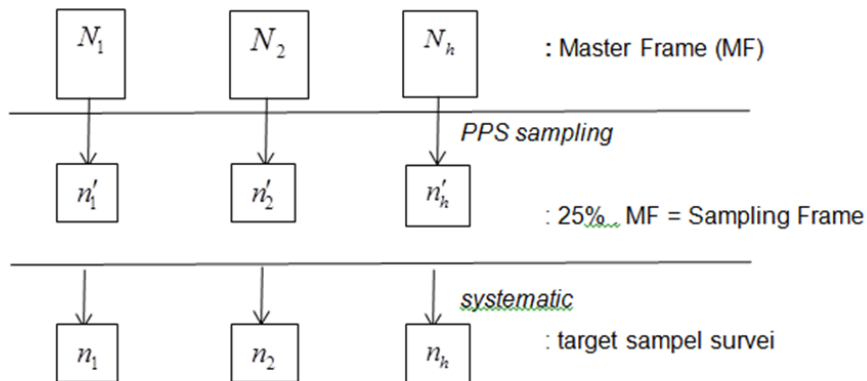 N₁ N₂ Nₕ : Master Frame (MF)
PPS sampling
n′₁ n′₂ n′ₕ
: 25% MF = Sampling Frame
systematic
n₁ n₂ nₕ : target sampel survei